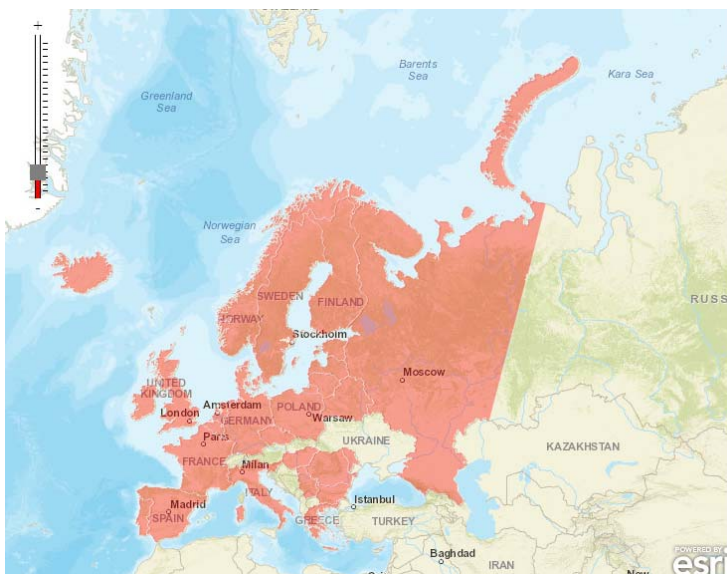 +
Barents
Sea
Kara Sea
Greenland
Sea
Norwegian
Sea
RUSS
SWEDEN
FINLAND
NORWAY
Stockholm
Moscow
UNITED
KINGDOM
Amsterdam
London
POLAND
Warsaw
GERMANY
Paris
UKRAINE
KAZAKHSTAN
FRANCE
Milan
ITALY
Madrid
SPAIN
Istanbul
GREECE
TURKEY
Baghdad
IRAN
POWERED BY
esri
-